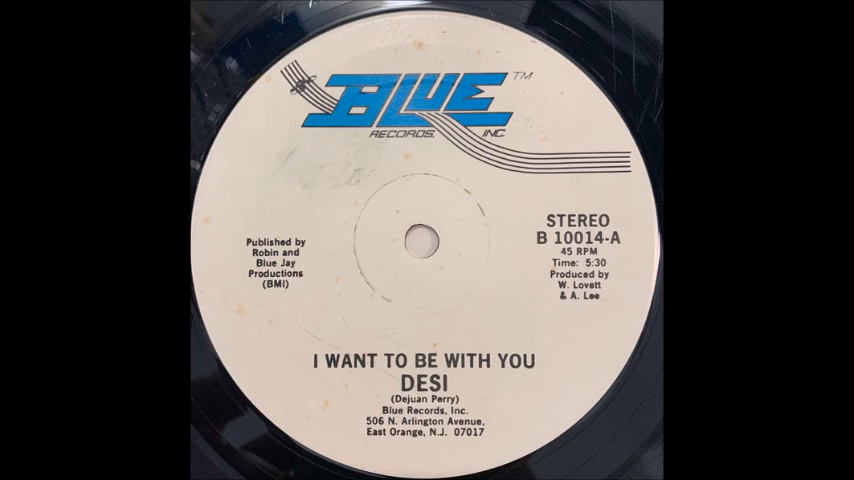 BLUE™
RECORDS, INC.
STEREO
B 10014-A
45 RPM
Time: 5:30
Produced by
W. Lovett
& A. Lee
Published by
Robin and
Blue Jay
Productions
(BMI)
I WANT TO BE WITH YOU
DESI
(Dejuan Perry)
Blue Records, Inc.
506 N. Arlington Avenue,
East Orange, N.J. 07017